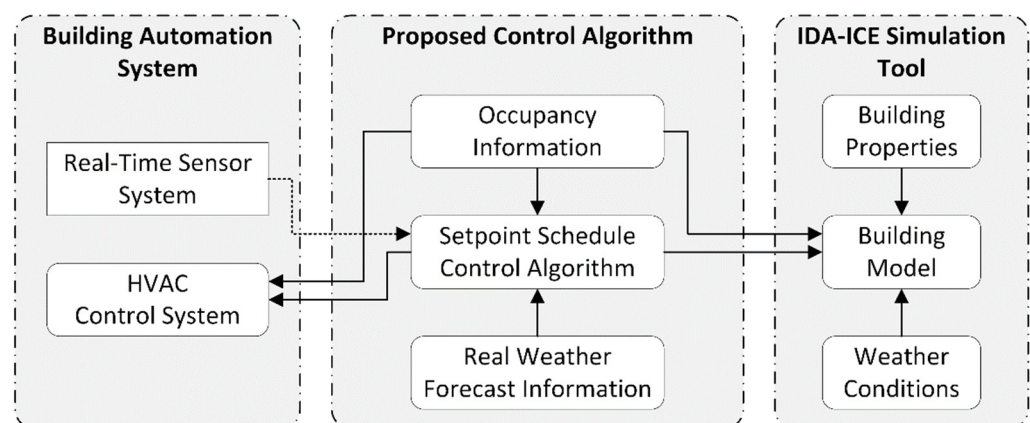 Building Automation
System
Real-Time Sensor
System
HVAC
Control System
Proposed Control Algorithm
Occupancy
Information
Setpoint Schedule
Control Algorithm
Real Weather
Forecast Information
IDA-ICE Simulation
Tool
Building
Properties
Building
Model
Weather
Conditions